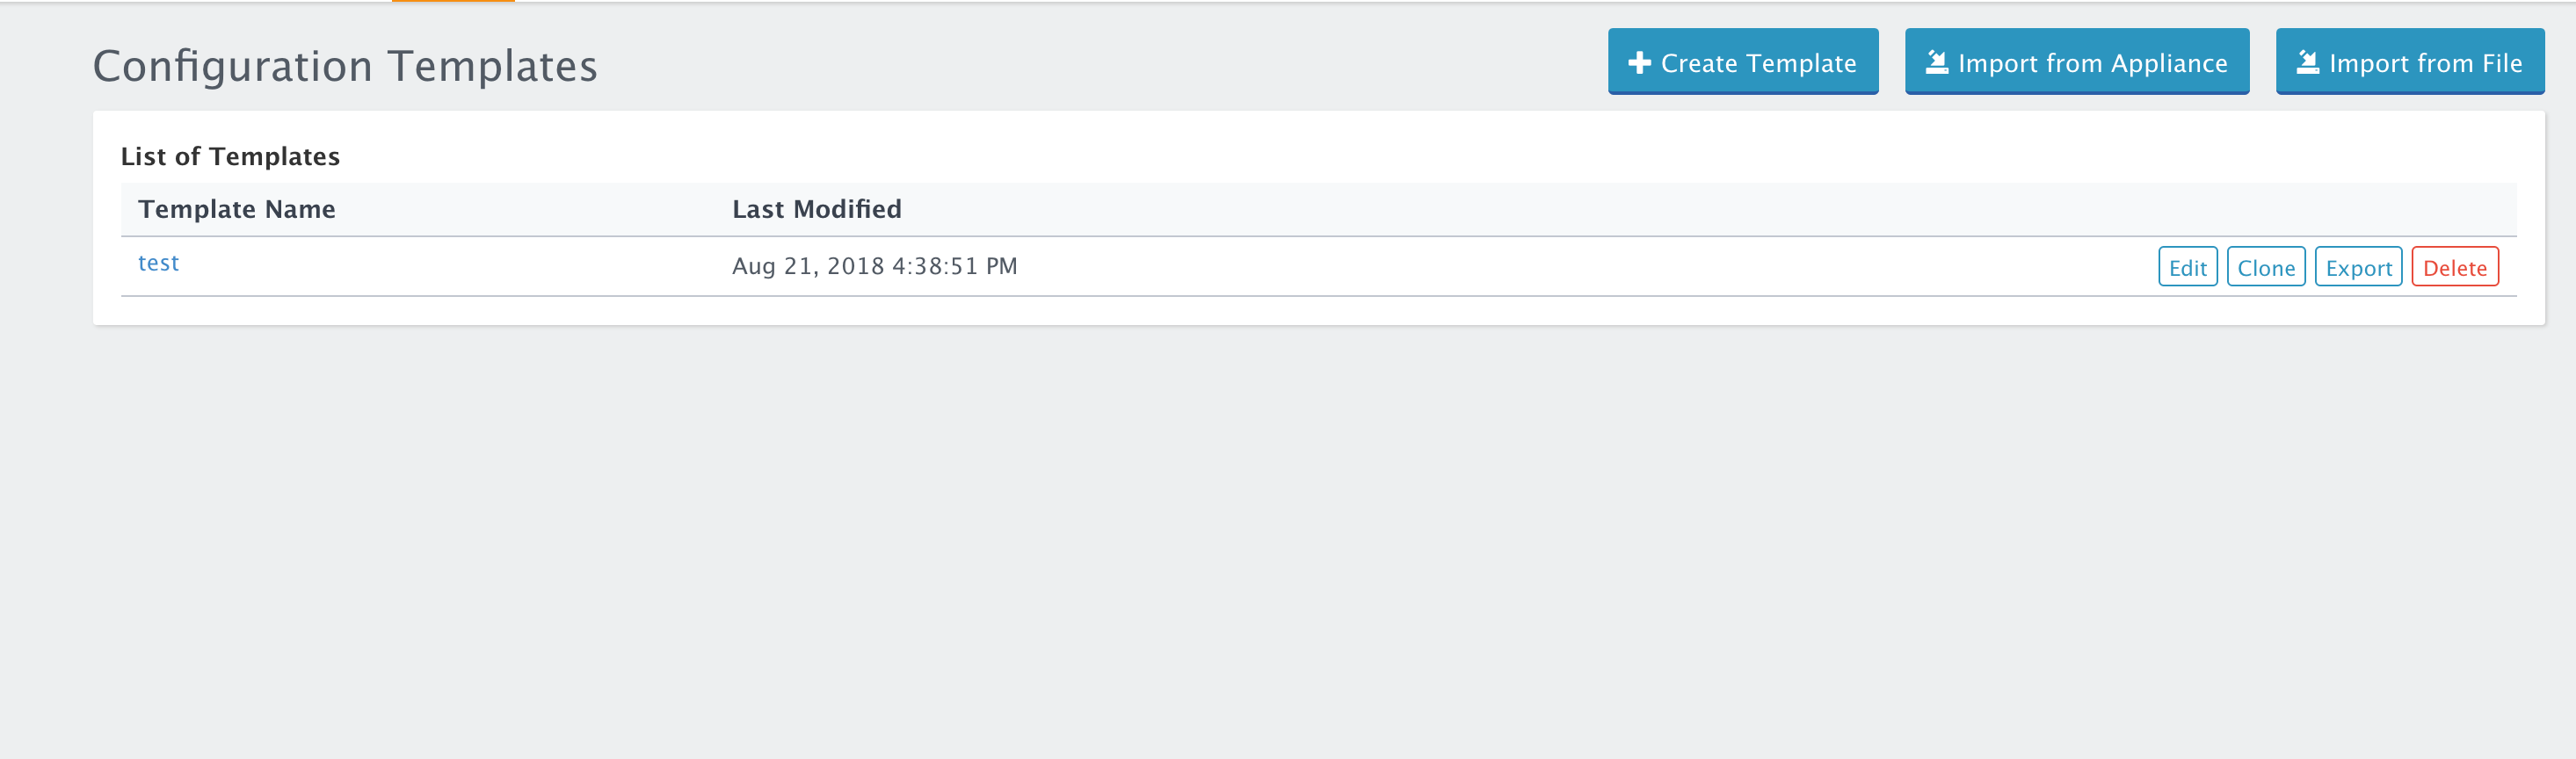 Configuration Templates
Create Template
Import from Appliance
Import from File
List of Templates
Template Name
Last Modified
test
Aug 21, 2018 4:38:51 PM
Edit
Clone
Export
Delete